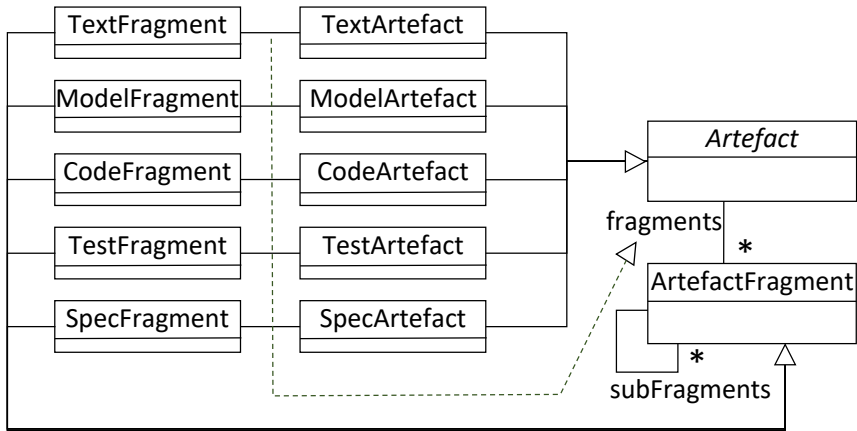 TextFragment
TextArtefact
ModelFragment
ModelArtefact
CodeFragment
CodeArtefact
TestFragment
TestArtefact
SpecFragment
SpecArtefact
Artefact
fragments
*
ArtefactFragment
*
subFragments